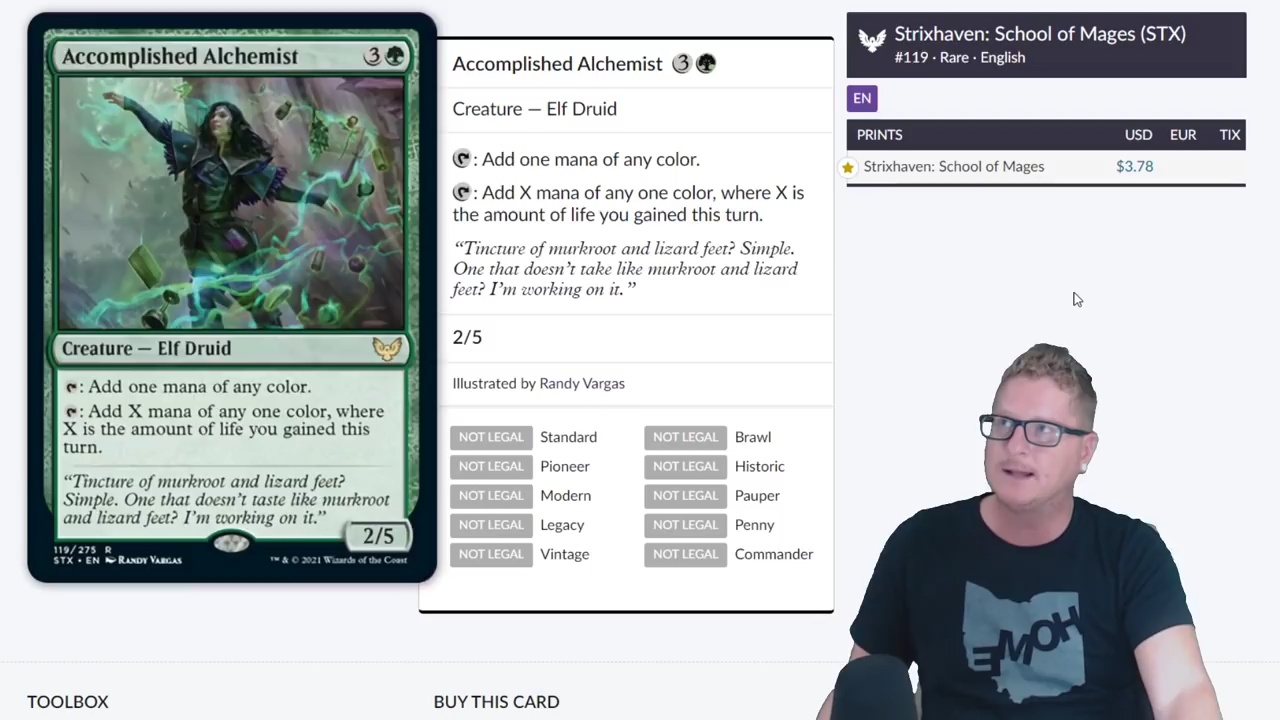 Accomplished Alchemist 3
Creature — Elf Druid
: Add one mana of any color.
: Add X mana of any one color, where
X is the amount of life you gained this
turn.
“Tincture of murkroot and lizard feet?
Simple. One that doesn’t taste like murkroot
and lizard feet? I’m working on it.”
2/5
119/275 R
STX • EN Randy Vargas
™ & © 2021 Wizards of the Coast
Accomplished Alchemist 3
Creature — Elf Druid
: Add one mana of any color.
: Add X mana of any one color, where X is
the amount of life you gained this turn.
“Tincture of murkroot and lizard feet? Simple.
One that doesn’t take like murkroot and lizard
feet? I’m working on it.”
2/5
Illustrated by Randy Vargas
NOT LEGAL Standard NOT LEGAL Brawl
NOT LEGAL Pioneer NOT LEGAL Historic
NOT LEGAL Modern NOT LEGAL Pauper
NOT LEGAL Legacy NOT LEGAL Penny
NOT LEGAL Vintage NOT LEGAL Commander
Strixhaven: School of Mages (STX)
#119 · Rare · English
EN
PRINTS USD EUR TIX
Strixhaven: School of Mages $3.78
HOME
TOOLBOX BUY THIS CARD